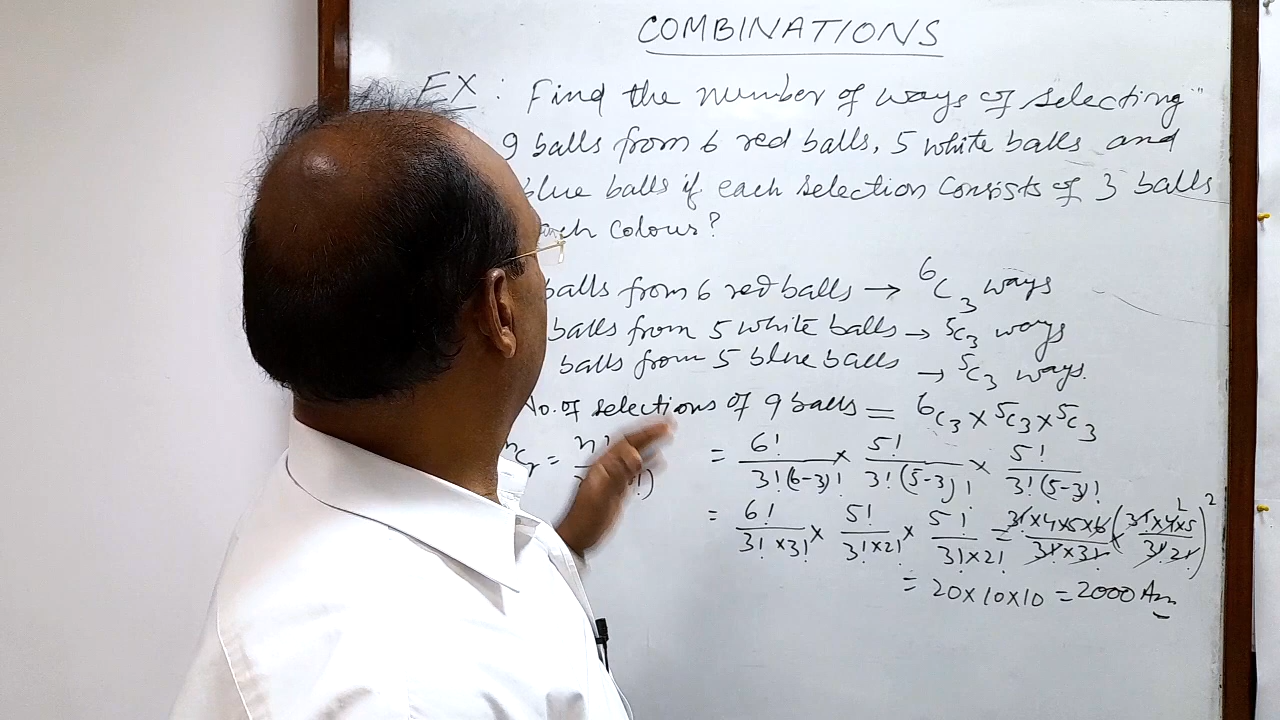 COMBINATIONS
EX : Find the number of ways of selecting
9 balls from 6 red balls, 5 white balls and
blue balls if each selection consists of 3 balls
each colour?
balls from 6 red balls → ⁶C₃ ways
balls from 5 white balls → ⁵C₃ ways
balls from 5 blue balls → ⁵C₃ ways.
No. of selections of 9 balls = ⁶C₃ × ⁵C₃ × ⁵C₃
= 6!/3!(6-3)! × 5!/3!(5-3)! × 5!/3!(5-3)!
= 6!/3!×3! × 5!/3!×2! × 5!/3!×2! = 3!×4×5×6/3!×3! (3!×4×5/3!2!)²
= 20×10×10 = 2000 Ans